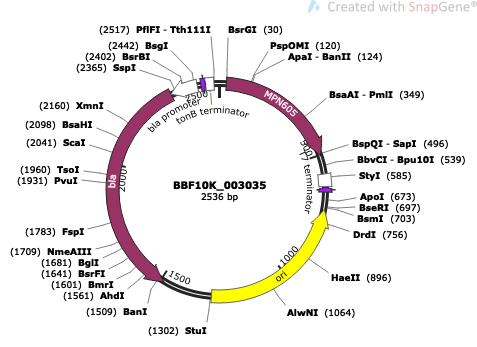 Created with SnapGene®
(2517) PflFI - Tth111I
BsrGI (30)
(2442) BsgI
(2402) BsrBI
(2365) SspI
PspOMI (120)
ApaI - BanII (124)
BsaAI - PmlI (349)
(2160) XmnI
(2098) BsaHI
(2041) ScaI
(1960) TsoI
(1931) PvuI
(1783) FspI
(1709) NmeAIII
(1681) BglI
(1641) BsrFI
(1601) BmrI
(1561) AhdI
(1509) BanI
(1302) StuI
BspQI - SapI (496)
BbvCI - Bpu10I (539)
StyI (585)
ApoI (673)
BseRI (697)
BsmI (703)
DrdI (756)
HaeII (896)
AlwNI (1064)
bla promoter
tonB terminator
MPN605
T7 terminator
bla
ori
500
1000
1500
2000
2500
BBF10K_003035
2536 bp